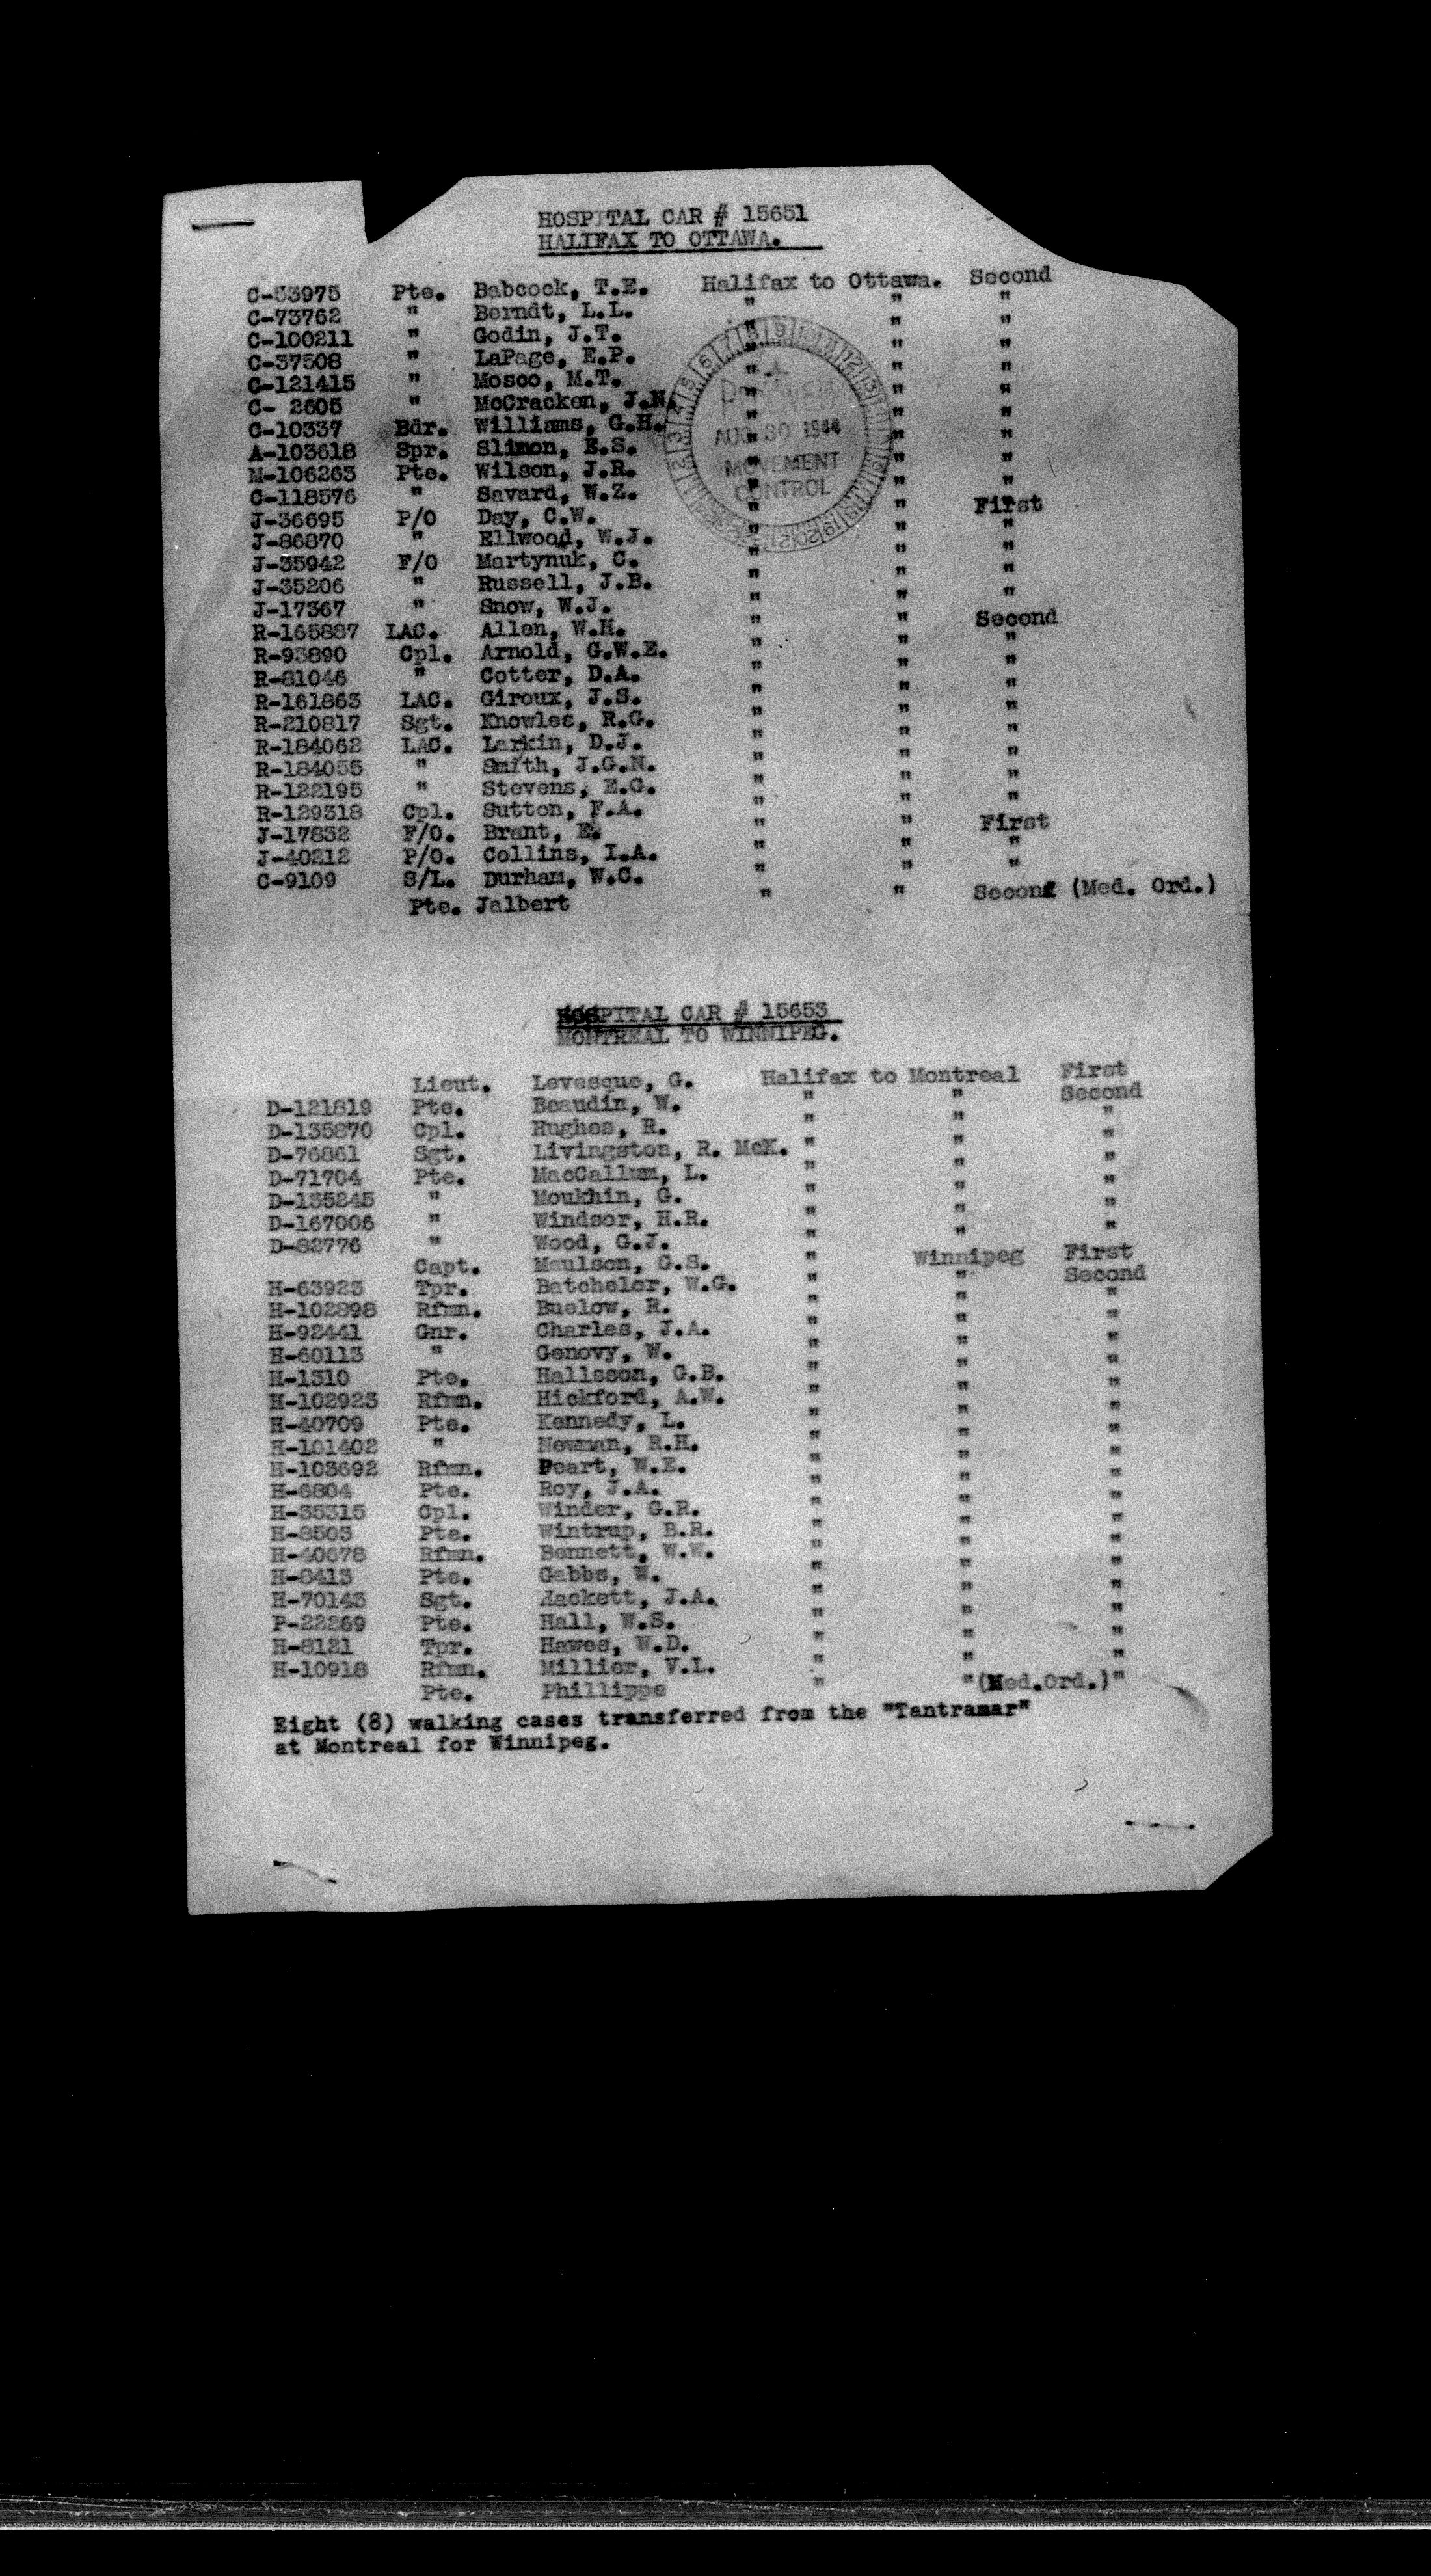 HOSPITAL CAR # 15651
HALIFAX TO OTTAWA.
C-33975 Pte. Babcock, T.E. Halifax to Ottawa. Second
C-73762 " Berndt, L.L. " " "
C-100211 " Godin, J.T. " " "
C-37508 " LaPage, E.P. " " "
C-121415 " Mosco, M.T. " " "
C- 2605 " McCracken, J.N. " " "
C-10337 Bdr. Williams, G.H. " " "
A-103618 Spr. Slimon, E.S. " " "
M-106263 Pte. Wilson, J.R. " " "
C-118576 " Savard, W.Z. " " "
J-36695 P/O Day, C.W. " " First
J-86870 " Ellwood, W.J. " " "
J-35942 F/O Martynuk, C. " " "
J-35206 " Russell, J.B. " " "
J-17367 " Snow, W.J. " " "
R-165887 LAC. Allen, W.H. " " Second
R-93890 Cpl. Arnold, G.W.E. " " "
R-81046 " Cotter, D.A. " " "
R-161863 LAC. Giroux, J.S. " " "
R-210817 Sgt. Knowles, R.G. " " "
R-184062 LAC. Larkin, D.J. " " "
R-184055 " Smith, J.G.N. " " "
R-122195 " Stevens, E.G. " " "
R-129318 Cpl. Sutton, F.A. " " "
J-17832 F/O. Brant, E. " " First
J-40212 P/O. Collins, I.A. " " "
C-9109 S/L. Durham, W.C. " " "
Pte. Jalbert " " Second (Med. Ord.)
AUG 30 1944
MOVEMENT
CONTROL
HOSPITAL CAR # 15653
MONTREAL TO WINNIPEG.
Lieut. Levesque, G. Halifax to Montreal First
D-121819 Pte. Beaudin, W. " " Second
D-135870 Cpl. Hughes, R. " " "
D-76861 Sgt. Livingston, R. McK. " " "
D-71704 Pte. MacCallum, L. " " "
D-135245 " Moukhin, G. " " "
D-167006 " Windsor, H.R. " " "
D-82776 " Wood, G.J. " " "
Capt. Maulson, G.S. " Winnipeg First
H-63923 Tpr. Batchelor, W.G. " " Second
H-102898 Rfmn. Buelow, R. " " "
H-92441 Gnr. Charles, J.A. " " "
H-60113 " Genovy, W. " " "
H-1310 Pte. Hallsson, G.B. " " "
H-102923 Rfmn. Hickford, A.W. " " "
H-40709 Pte. Kennedy, L. " " "
H-101402 " Newman, R.H. " " "
H-103692 Rfmn. Peart, W.E. " " "
H-6804 Pte. Roy, J.A. " " "
H-35315 Cpl. Winder, G.R. " " "
H-8503 Pte. Wintrup, B.R. " " "
H-40678 Rfmn. Bennett, W.W. " " "
H-8413 Pte. Gabbs, W. " " "
H-70143 Sgt. Hackett, J.A. " " "
P-22269 Pte. Hall, W.S. " " "
H-8121 Tpr. Hawes, W.D. " " "
H-10918 Rfmn. Millier, V.L. " " "
Pte. Phillippe " "(Med.Ord.)"
Eight (8) walking cases transferred from the "Tantramar"
at Montreal for Winnipeg.